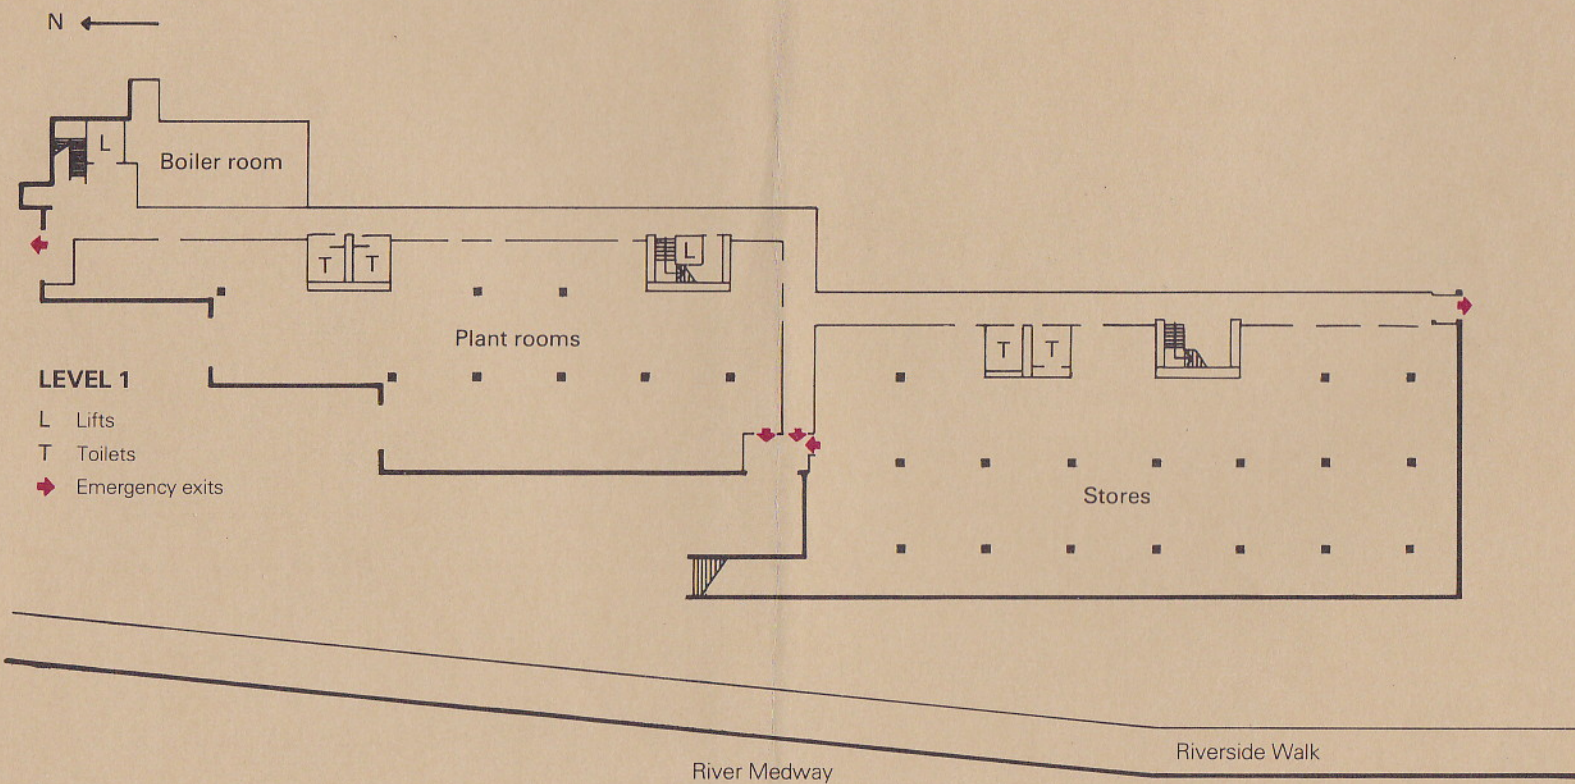 N
L
Boiler room
T
T
L
Plant rooms
T
T
Stores
LEVEL 1
L Lifts
T Toilets
Emergency exits
Riverside Walk
River Medway